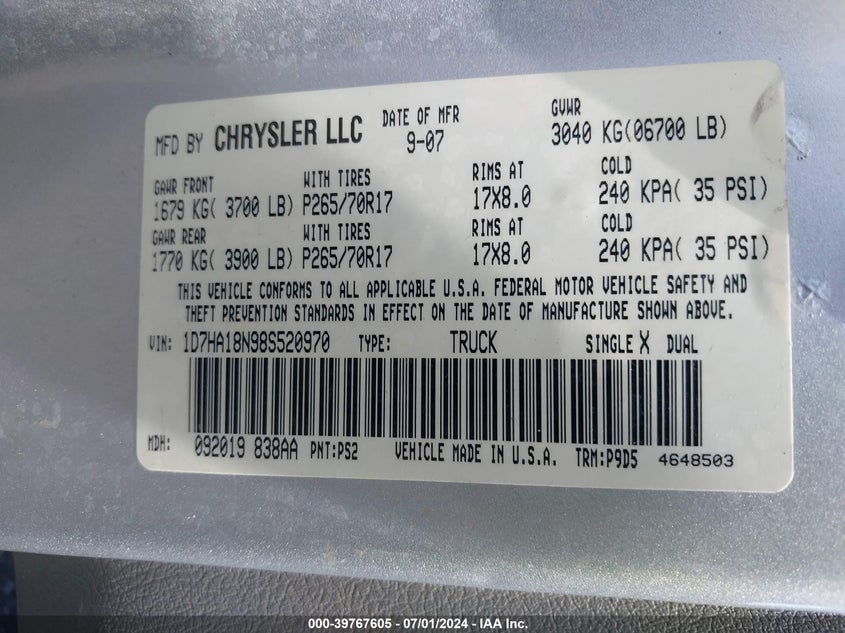 MFD BY CHRYSLER LLC DATE OF MFR 9-07 GVWR 3040 KG(06700 LB)
GAWR FRONT WITH TIRES RIMS AT COLD
1679 KG( 3700 LB) P265/70R17 17X8.0 240 KPA( 35 PSI)
GAWR REAR WITH TIRES RIMS AT COLD
1770 KG( 3900 LB) P265/70R17 17X8.0 240 KPA( 35 PSI)
THIS VEHICLE CONFORMS TO ALL APPLICABLE U.S.A. FEDERAL MOTOR VEHICLE SAFETY AND
THEFT PREVENTION STANDARDS IN EFFECT ON THE DATE OF MANUFACTURE SHOWN ABOVE.
VIN: 1D7HA18N98S520970 TYPE: TRUCK SINGLE X DUAL
MDH: 092019 838AA PNT:PS2 VEHICLE MADE IN U.S.A. TRM:P9D5 4648503
000-39767605 - 07/01/2024 - IAA Inc.